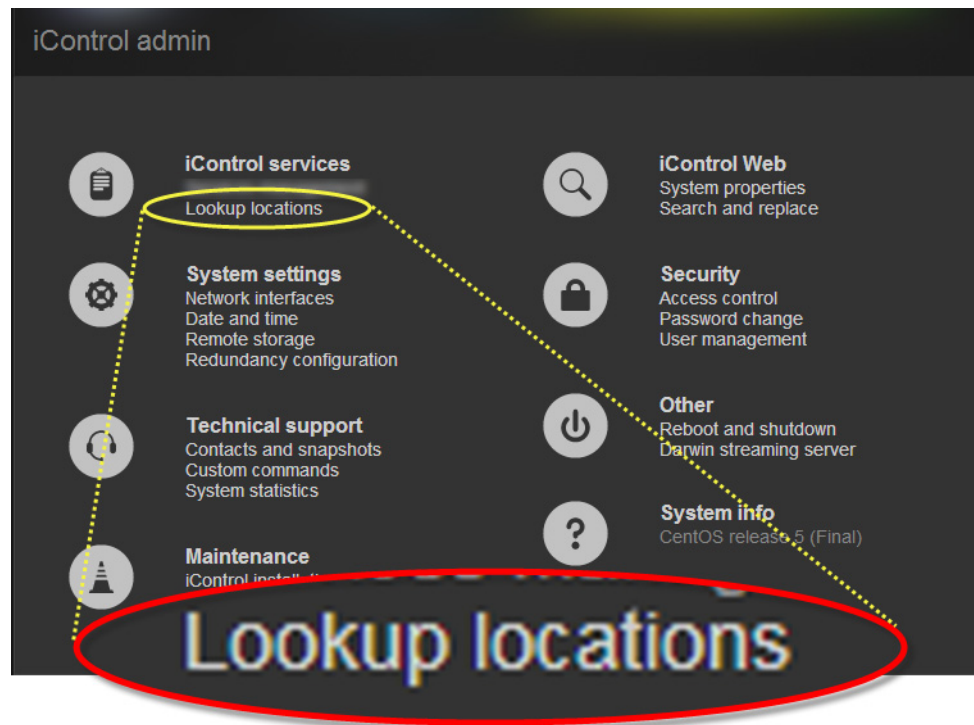 iControl admin
iControl services
Lookup locations
System settings
Network interfaces
Date and time
Remote storage
Redundancy configuration
Technical support
Contacts and snapshots
Custom commands
System statistics
Maintenance
iControl
iControl Web
System properties
Search and replace
Security
Access control
Password change
User management
Other
Reboot and shutdown
Darwin streaming server
System info
CentOS release 5 (Final)
Lookup locations